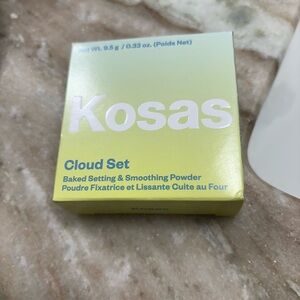 Net Wt. 9.5 g / 0.33 oz. (Poids Net)
Kosas
Cloud Set
Baked Setting & Smoothing Powder
Poudre Fixatrice et Lissante Cuite au Four